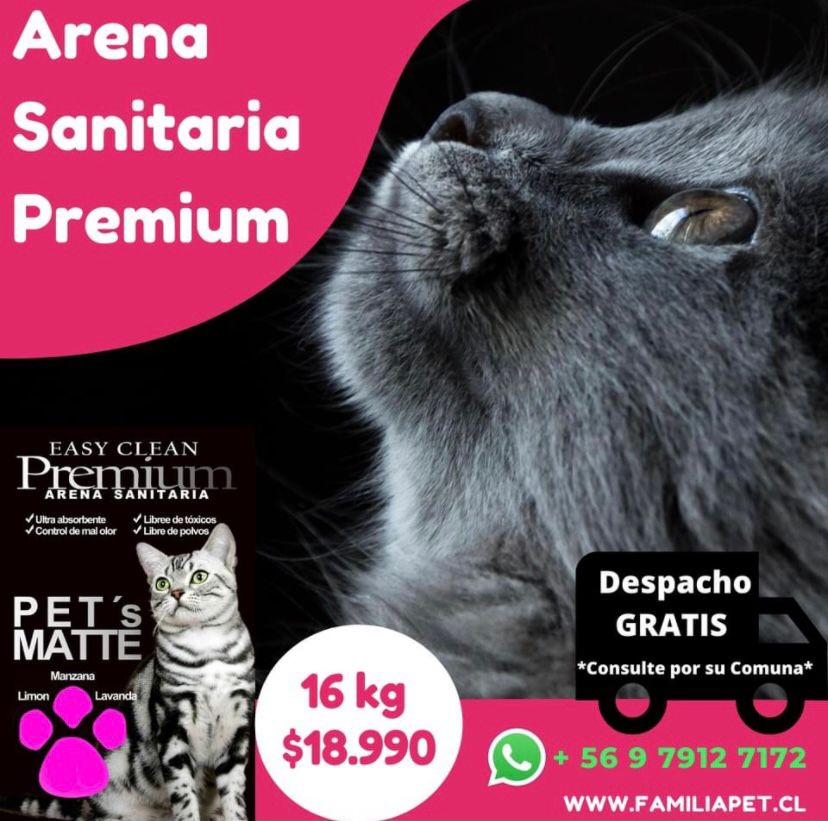 Arena
Sanitaria
Premium
EASY CLEAN
Premium
ARENA SANITARIA
✓Ultra absorbente ✓Libree de tóxicos
✓Control de mal olor ✓Libre de polvos
PET´s
MATTE
Manzana
Limon Lavanda
16 kg
$18.990
Despacho
GRATIS
*Consulte por su Comuna*
+ 56 9 7912 7172
WWW.FAMILIAPET.CL